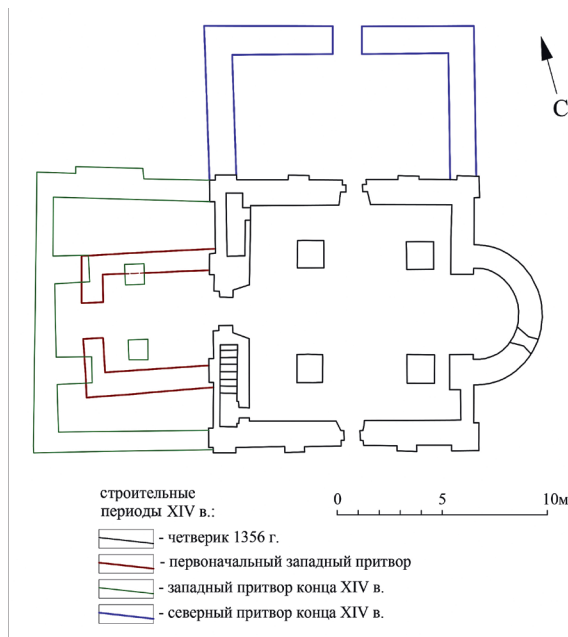 С
строительные
периоды XIV в.:
0 5 10м
- четверик 1356 г.
- первоначальный западный притвор
- западный притвор конца XIV в.
- северный притвор конца XIV в.